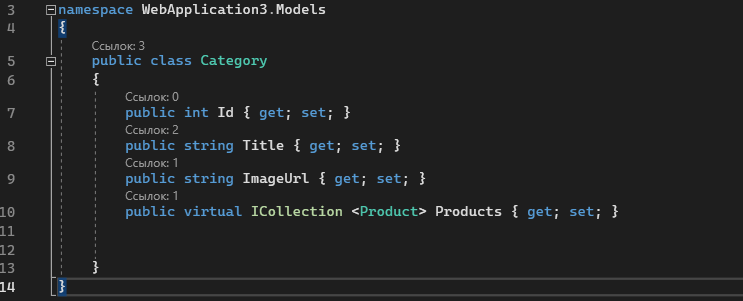 3 namespace WebApplication3.Models
4 {
Ссылок: 3
5 public class Category
6 {
Ссылок: 0
7 public int Id { get; set; }
Ссылок: 2
8 public string Title { get; set; }
Ссылок: 1
9 public string ImageUrl { get; set; }
Ссылок: 1
10 public virtual ICollection <Product> Products { get; set; }
11
12
13 }
14 }